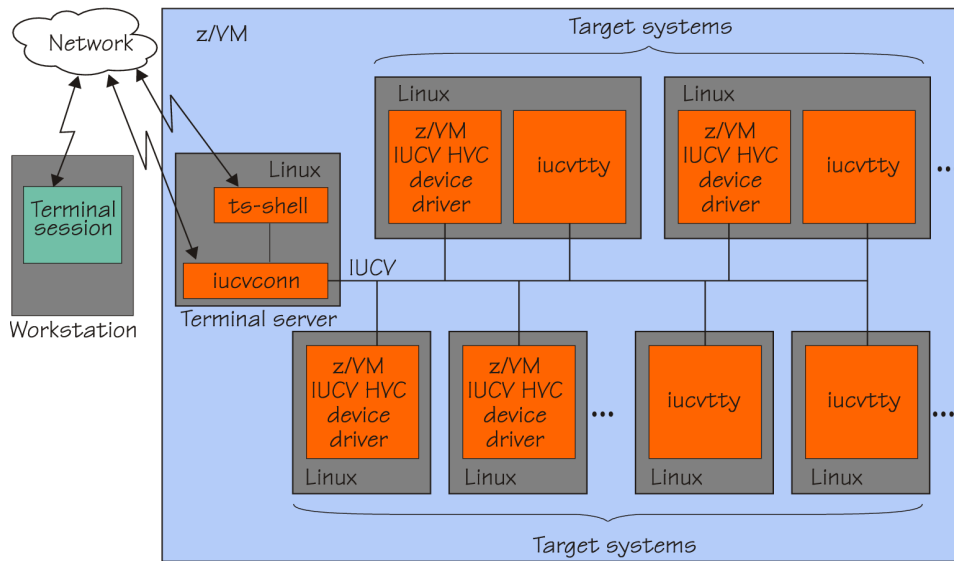 Network
z/VM
Target systems
Linux
z/VM
IUCV HVC
device
driver
iucvtty
Linux
z/VM
IUCV HVC
device
driver
iucvtty
...
Linux
ts-shell
iucvconn
Terminal server
Terminal
session
Workstation
IUCV
z/VM
IUCV HVC
device
driver
Linux
z/VM
IUCV HVC
device
driver
Linux
...
iucvtty
Linux
iucvtty
Linux
...
Target systems